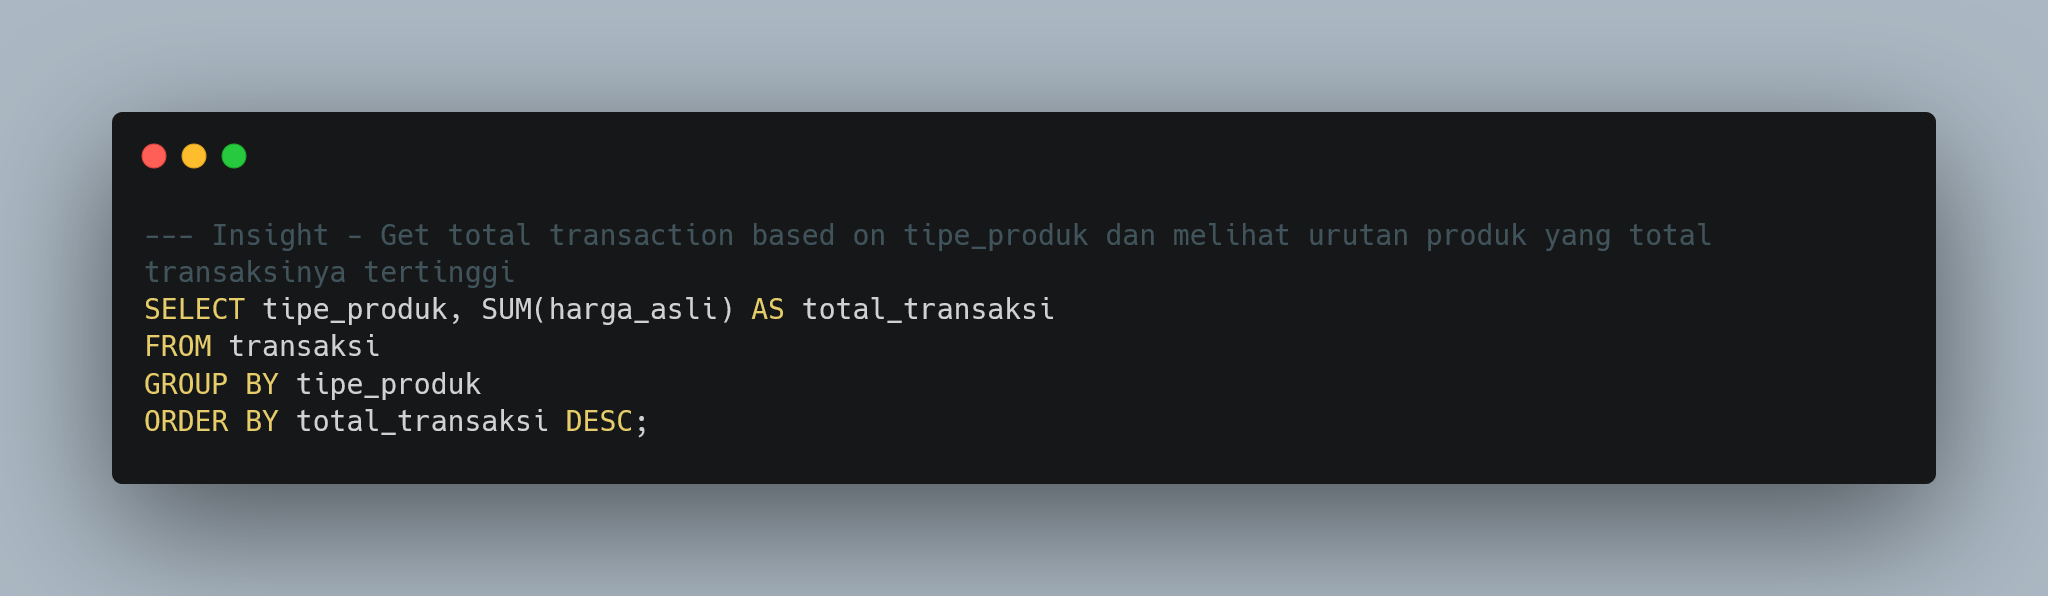 --- Insight - Get total transaction based on tipe_produk dan melihat urutan produk yang total
transaksinya tertinggi
SELECT tipe_produk, SUM(harga_asli) AS total_transaksi
FROM transaksi
GROUP BY tipe_produk
ORDER BY total_transaksi DESC;